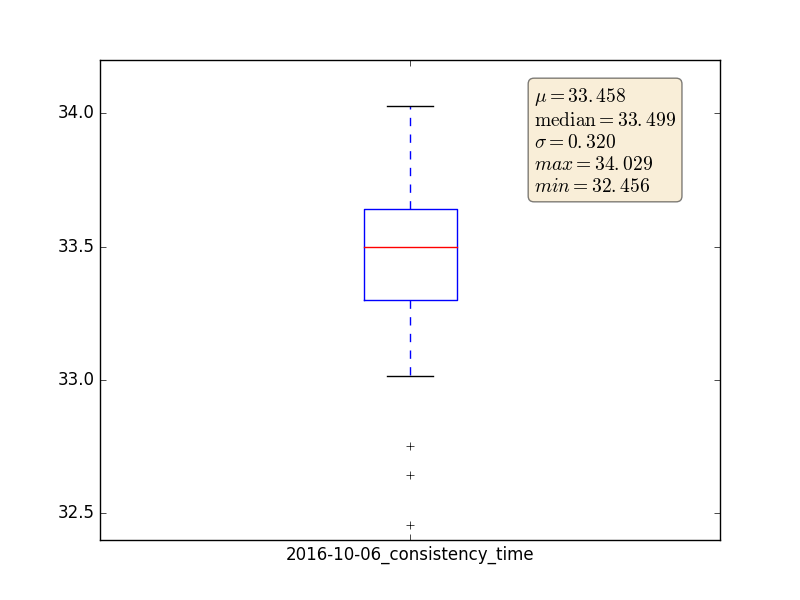 μ = 33.458
median = 33.499
σ = 0.320
max = 34.029
min = 32.456
34.0
33.5
33.0
32.5
2016-10-06_consistency_time